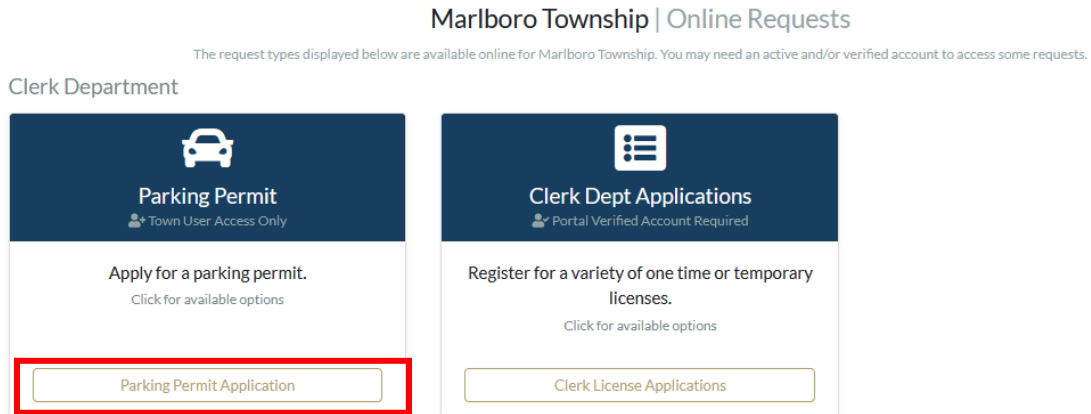 Marlboro Township | Online Requests
The request types displayed below are available online for Marlboro Township. You may need an active and/or verified account to access some requests.
Clerk Department
Parking Permit
Town User Access Only
Apply for a parking permit.
Click for available options
Parking Permit Application
Clerk Dept Applications
Portal Verified Account Required
Register for a variety of one time or temporary
licenses.
Click for available options
Clerk License Applications